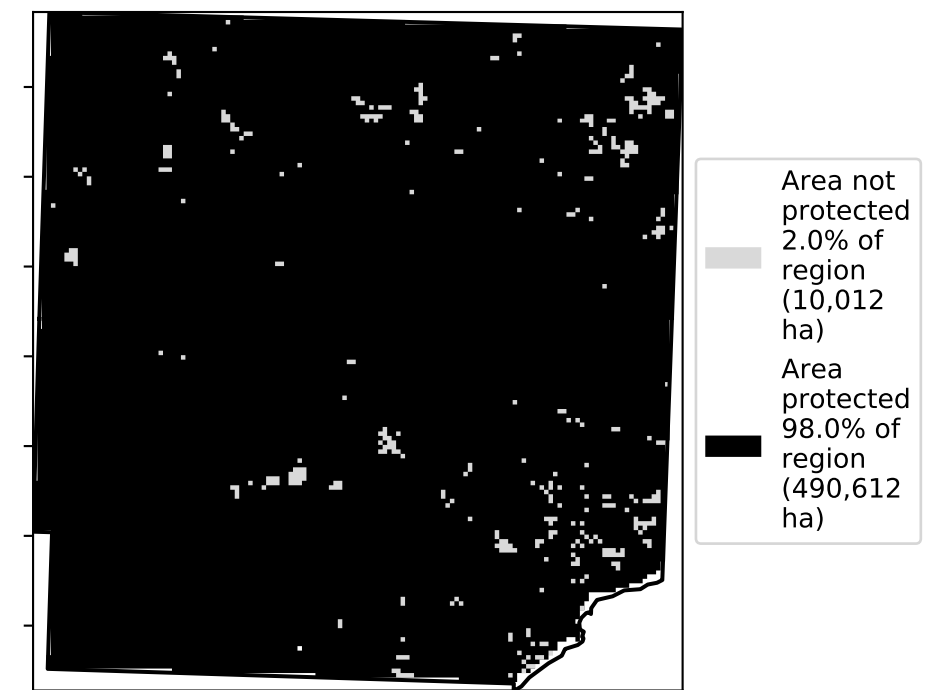 Area not
protected
2.0% of
region
(10,012
ha)
Area
protected
98.0% of
region
(490,612
ha)